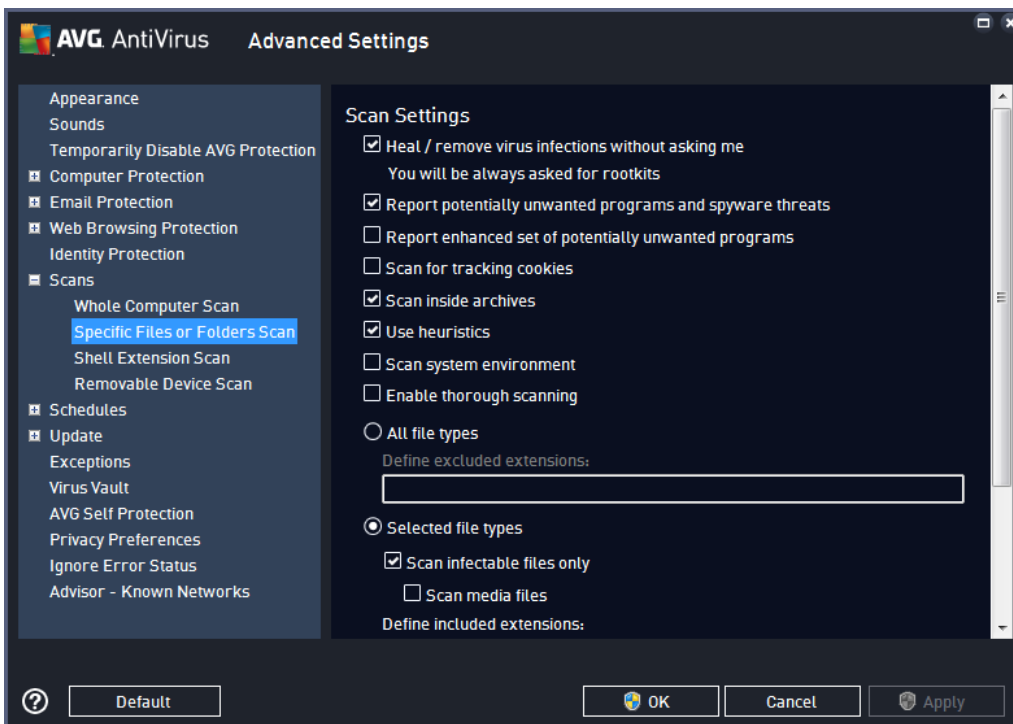 AVG AntiVirus Advanced Settings
Appearance
Sounds
Temporarily Disable AVG Protection
Computer Protection
Email Protection
Web Browsing Protection
Identity Protection
Scans
Whole Computer Scan
Specific Files or Folders Scan
Shell Extension Scan
Removable Device Scan
Schedules
Update
Exceptions
Virus Vault
AVG Self Protection
Privacy Preferences
Ignore Error Status
Advisor - Known Networks
Scan Settings
Heal / remove virus infections without asking me
You will be always asked for rootkits
Report potentially unwanted programs and spyware threats
Report enhanced set of potentially unwanted programs
Scan for tracking cookies
Scan inside archives
Use heuristics
Scan system environment
Enable thorough scanning
All file types
Define excluded extensions:
Selected file types
Scan infectable files only
Scan media files
Define included extensions:
? Default OK Cancel Apply